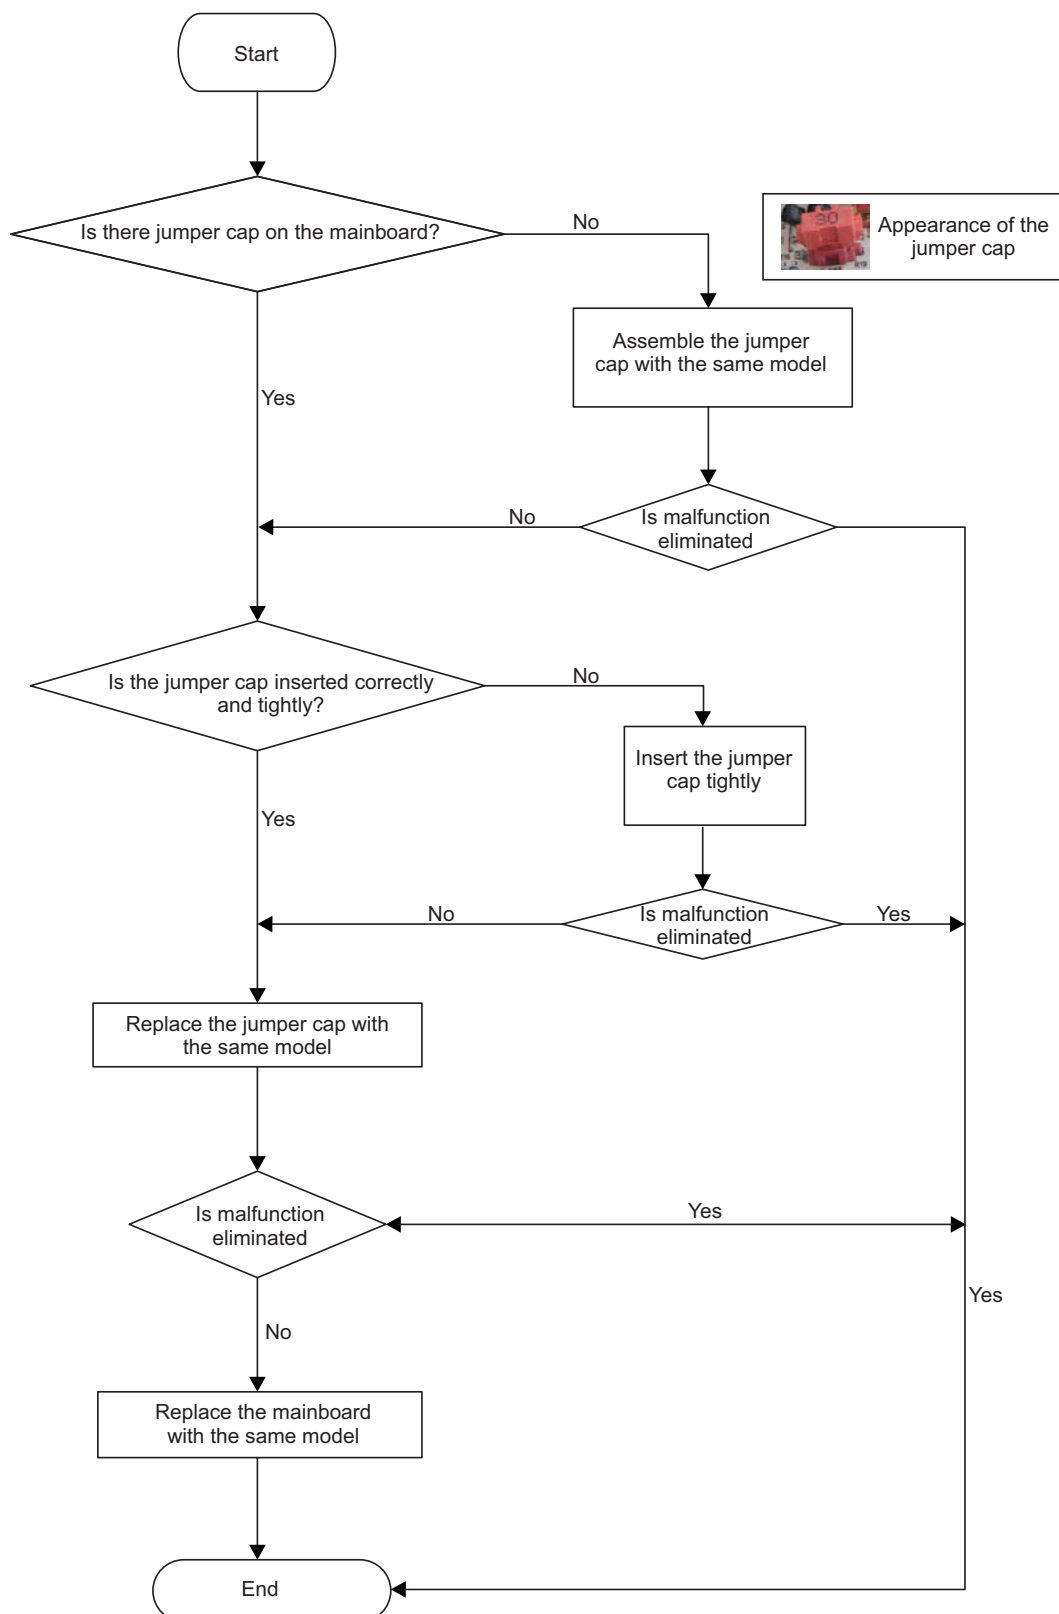 Start
Is there jumper cap on the mainboard?
No
30
Appearance of the
jumper cap
Assemble the jumper
cap with the same model
Yes
No
Is malfunction
eliminated
Is the jumper cap inserted correctly
and tightly?
No
Insert the jumper
cap tightly
Yes
No
Is malfunction
eliminated
Yes
Replace the jumper cap with
the same model
Is malfunction
eliminated
Yes
Yes
No
Replace the mainboard
with the same model
End